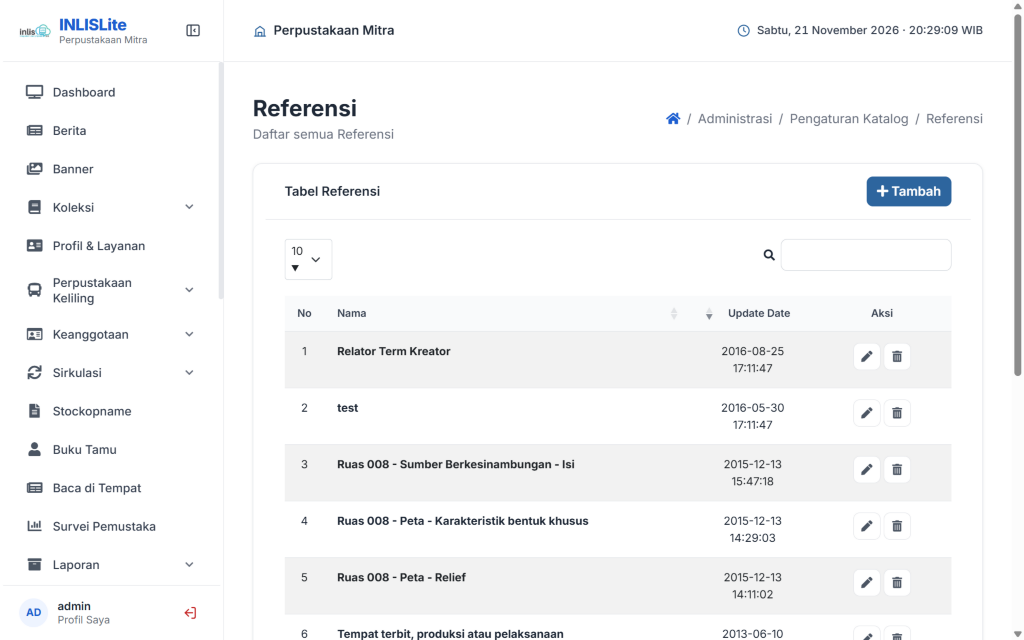 inlis
INLISLite
Perpustakaan Mitra
Perpustakaan Mitra
Sabtu, 21 November 2026 · 20:29:09 WIB
Dashboard
Berita
Banner
Koleksi
Profil & Layanan
Perpustakaan
Keliling
Keanggotaan
Sirkulasi
Stockopname
Buku Tamu
Baca di Tempat
Survei Pemustaka
Laporan
AD
admin
Profil Saya
Referensi
Daftar semua Referensi
/ Administrasi / Pengaturan Katalog / Referensi
Tabel Referensi
Tambah
10
No Nama Update Date Aksi
1 Relator Term Kreator 2016-08-25
17:11:47
2 test 2016-05-30
17:11:47
3 Ruas 008 - Sumber Berkesinambungan - Isi 2015-12-13
15:47:18
4 Ruas 008 - Peta - Karakteristik bentuk khusus 2015-12-13
14:29:03
5 Ruas 008 - Peta - Relief 2015-12-13
14:11:02
6 Tempat terbit, produksi atau pelaksanaan 2013-06-10